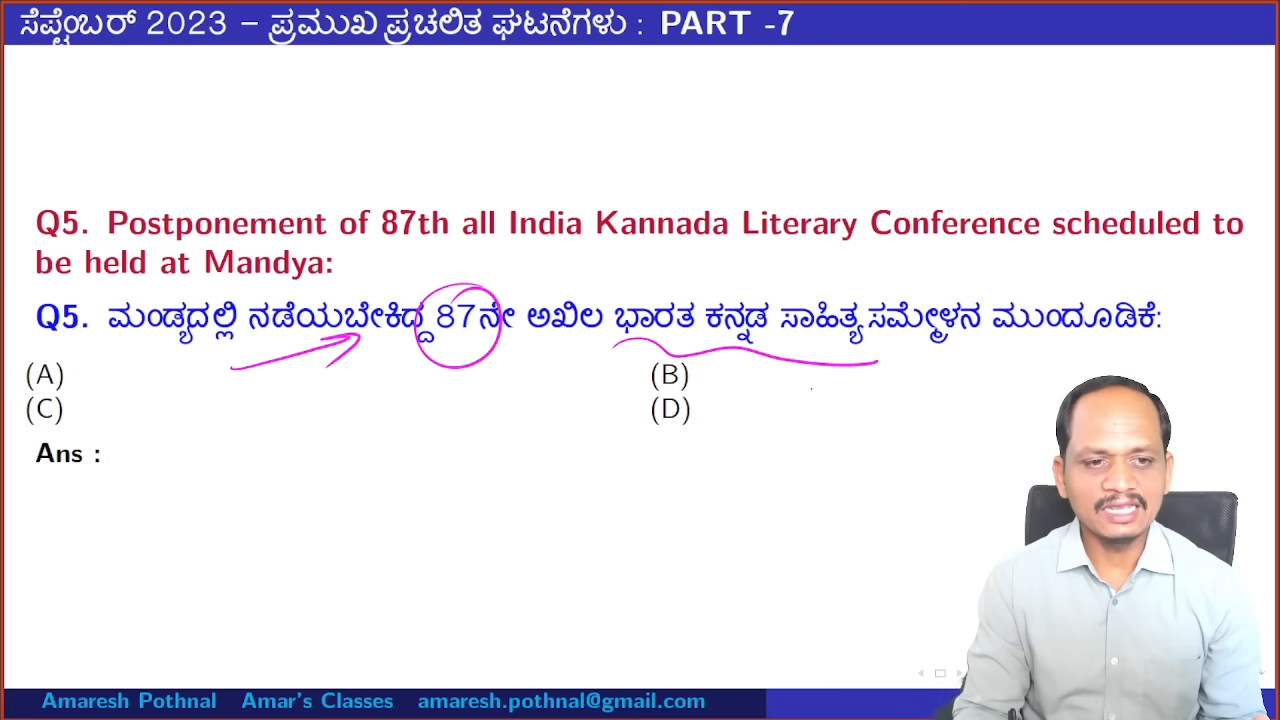 ಸೆಪ್ಟೆಂಬರ್ 2023 – ಪ್ರಮುಖ ಪ್ರಚಲಿತ ಘಟನೆಗಳು : PART -7
Q5. Postponement of 87th all India Kannada Literary Conference scheduled to
be held at Mandya:
Q5. ಮಂಡ್ಯದಲ್ಲಿ ನಡೆಯಬೇಕಿದ್ದ 87ನೇ ಅಖಿಲ ಭಾರತ ಕನ್ನಡ ಸಾಹಿತ್ಯ ಸಮ್ಮೇಳನ ಮುಂದೂಡಿಕೆ:
(A) (B)
(C) (D)
Ans :
Amaresh Pothnal Amar's Classes amaresh.pothnal@gmail.com